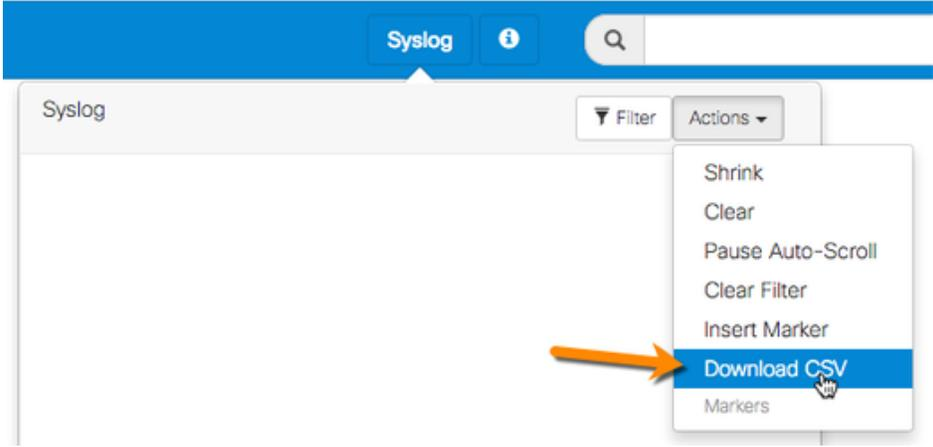 Syslog
Syslog
Filter
Actions
Shrink
Clear
Pause Auto-Scroll
Clear Filter
Insert Marker
Download CSV
Markers